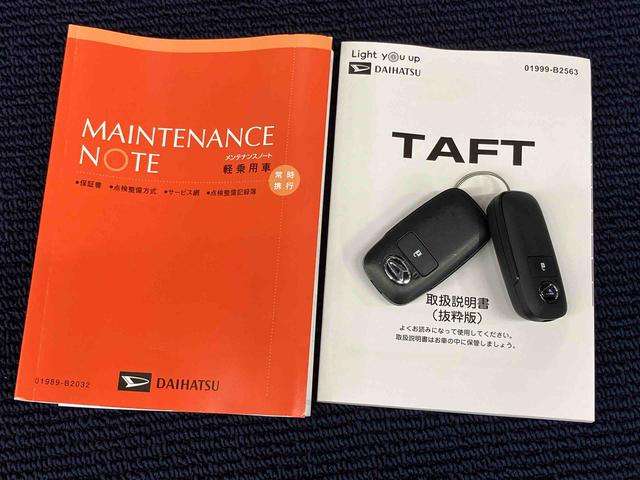 MAINTENANCE
NOTE
メンテナンスノート
軽乗用車
常時
携行
●保証書 ●点検整備方式 ●サービス網 ●点検整備記録簿
01989-B2032
DAIHATSU
Light you up
DAIHATSU
01999-B2563
TAFT
取扱説明書
（抜粋版）
よくお読みになって使用してください。
取扱説明書はお車の中に保管しましょう。